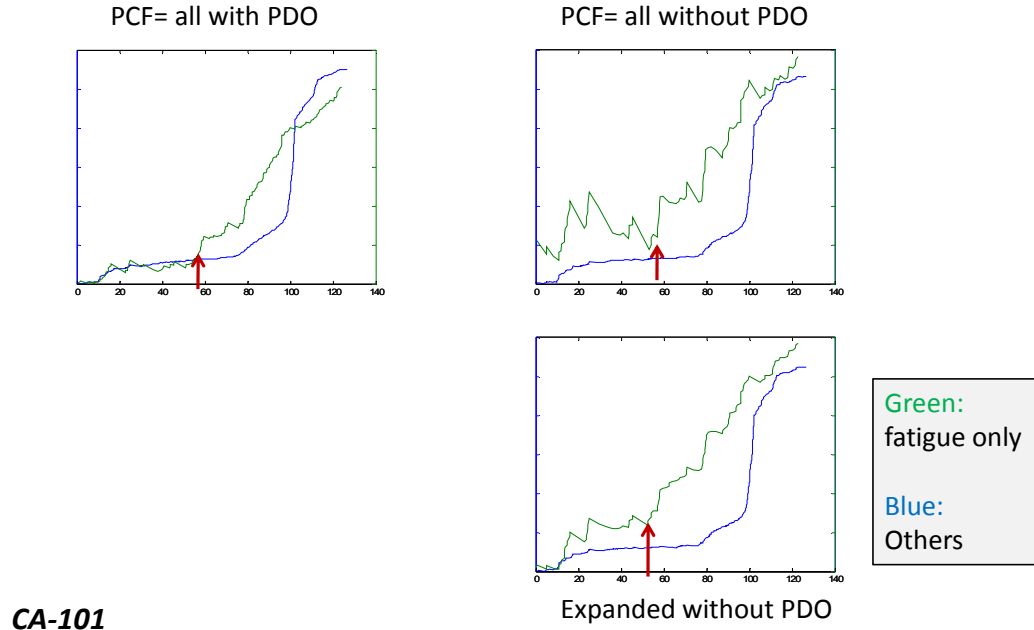 PCF= all with PDO
PCF= all without PDO
0 20 40 60 80 100 120 140
0 20 40 60 80 100 120 140
0 20 40 60 80 100 120 140
Green:
fatigue only
Blue:
Others
Expanded without PDO
CA-101